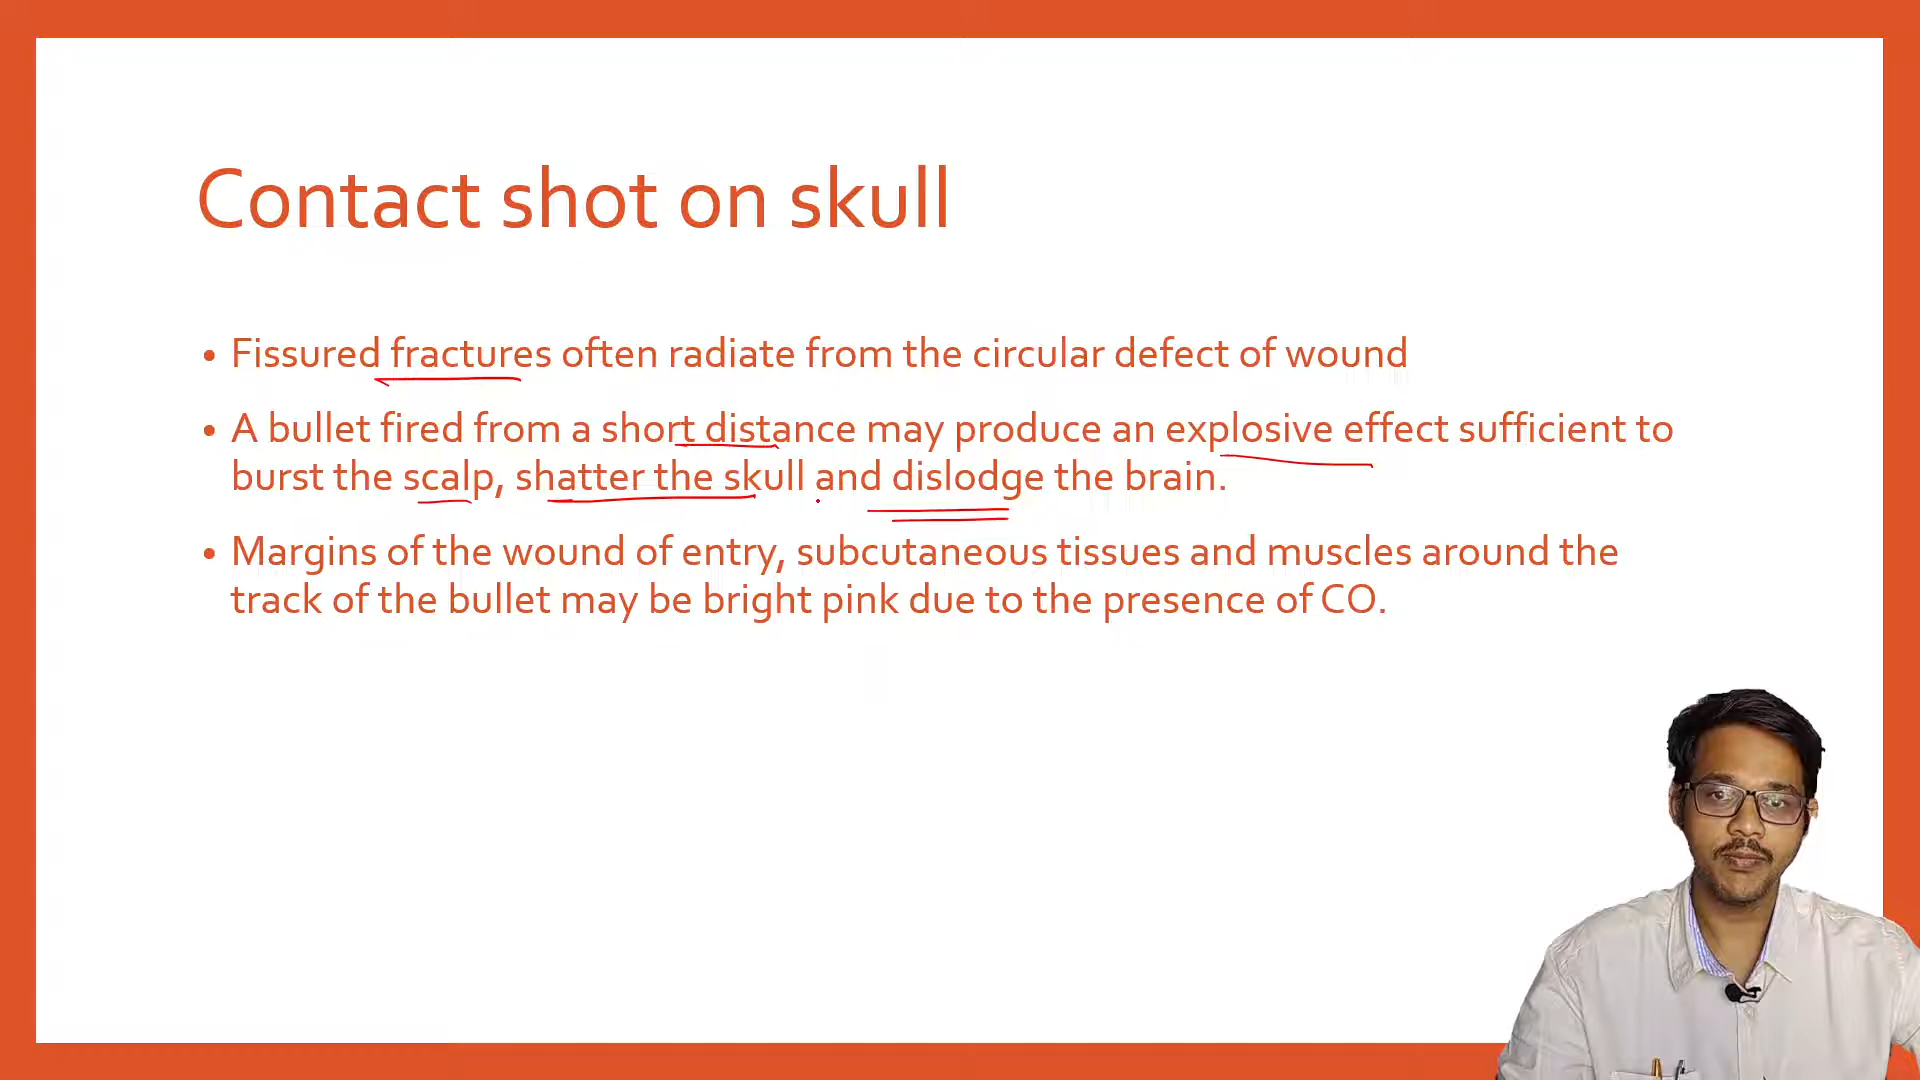 Contact shot on skull
• Fissured fractures often radiate from the circular defect of wound
• A bullet fired from a short distance may produce an explosive effect sufficient to
burst the scalp, shatter the skull and dislodge the brain.
• Margins of the wound of entry, subcutaneous tissues and muscles around the
track of the bullet may be bright pink due to the presence of CO.